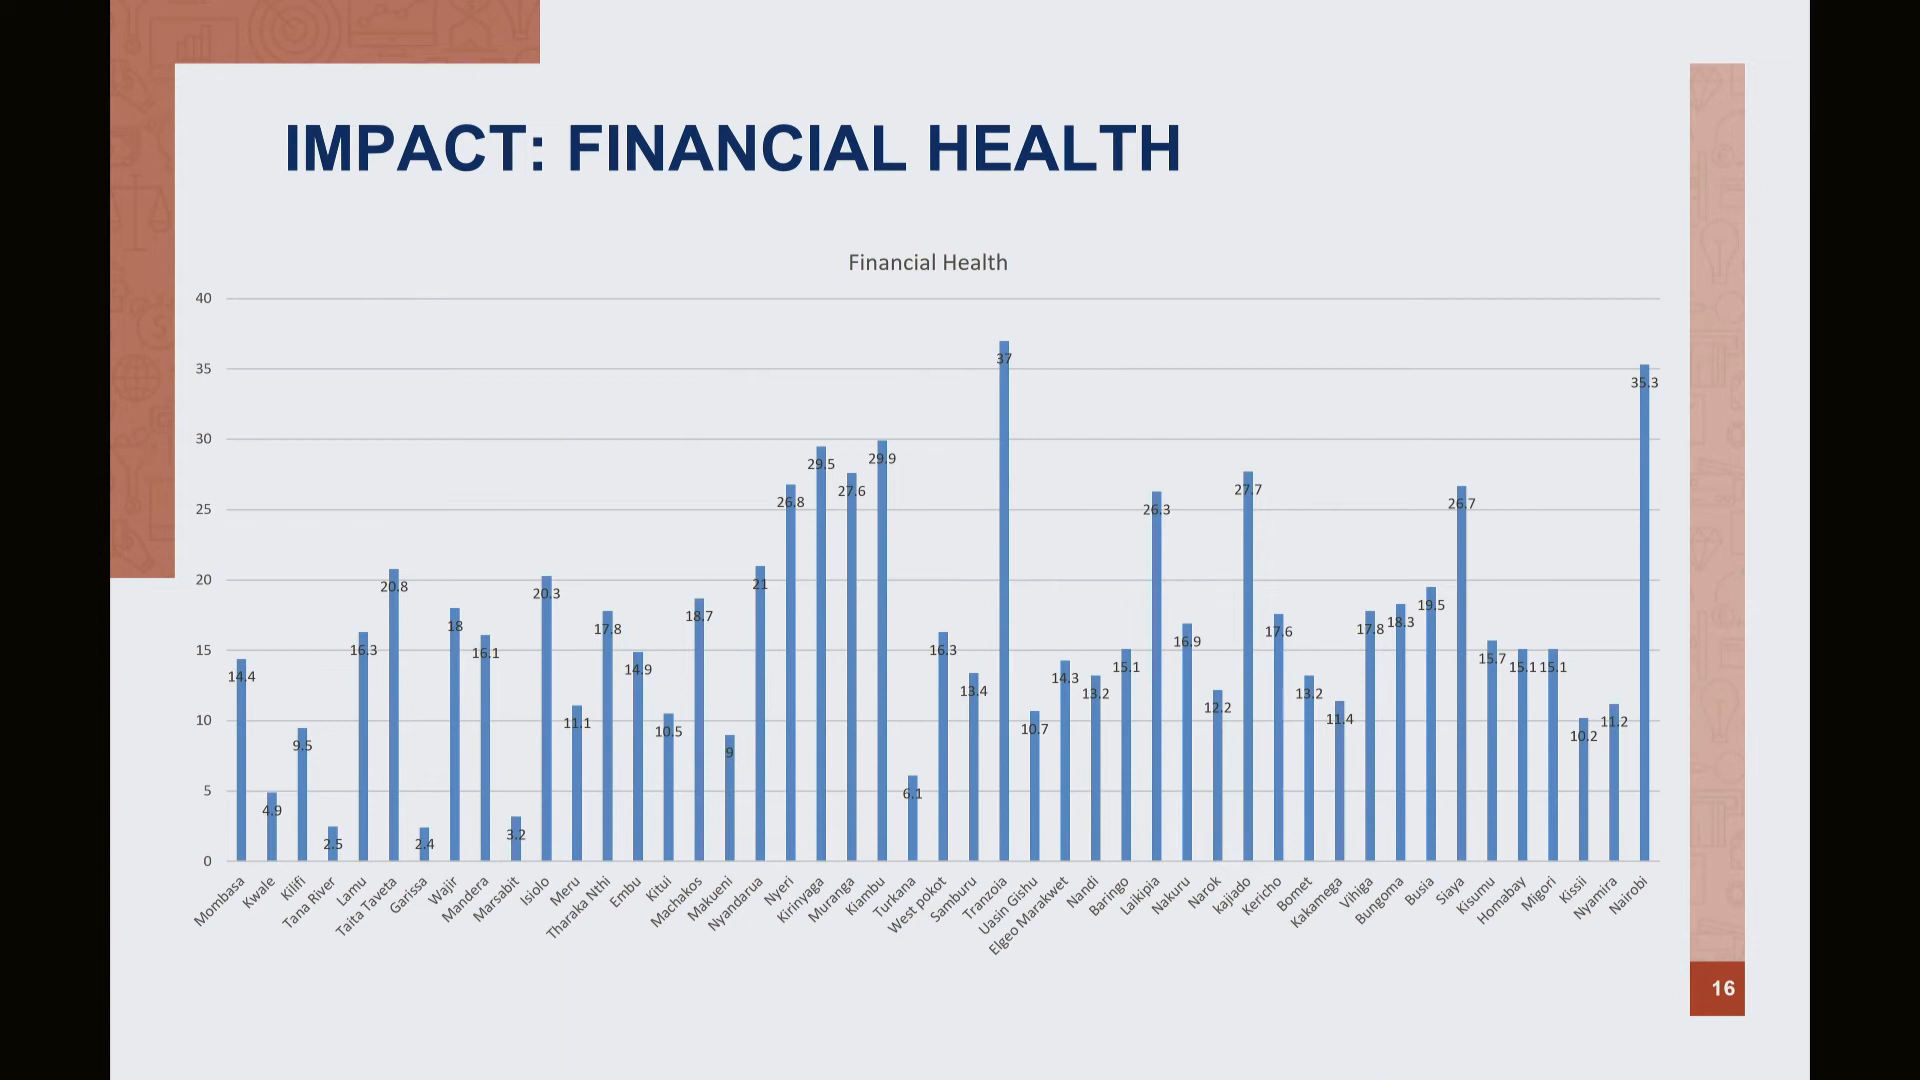 IMPACT: FINANCIAL HEALTH
Financial Health
40
35
30
25
20
15
10
5
0
14.4
4.9
9.5
2.5
16.3
20.8
2.4
18
16.1
3.2
20.3
11.1
17.8
14.9
10.5
18.7
9
21
26.8
29.5
27.6
29.9
6.1
16.3
13.4
37
10.7
14.3
13.2
15.1
26.3
16.9
12.2
27.7
17.6
13.2
11.4
17.8
18.3
19.5
26.7
15.7
15.1
15.1
10.2
11.2
35.3
Mombasa
Kwale
Kilifi
Tana River
Lamu
Taita Taveta
Garissa
Wajir
Mandera
Marsabit
Isiolo
Meru
Tharaka Nthi
Embu
Kitui
Machakos
Makueni
Nyandarua
Nyeri
Kirinyaga
Muranga
Kiambu
Turkana
West pokot
Samburu
Tranzoia
Uasin Gishu
Elgeo Marakwet
Nandi
Baringo
Laikipia
Nakuru
Narok
kajiado
Kericho
Bomet
Kakamega
Vihiga
Bungoma
Busia
Siaya
Kisumu
Homabay
Migori
Kissii
Nyamira
Nairobi
16